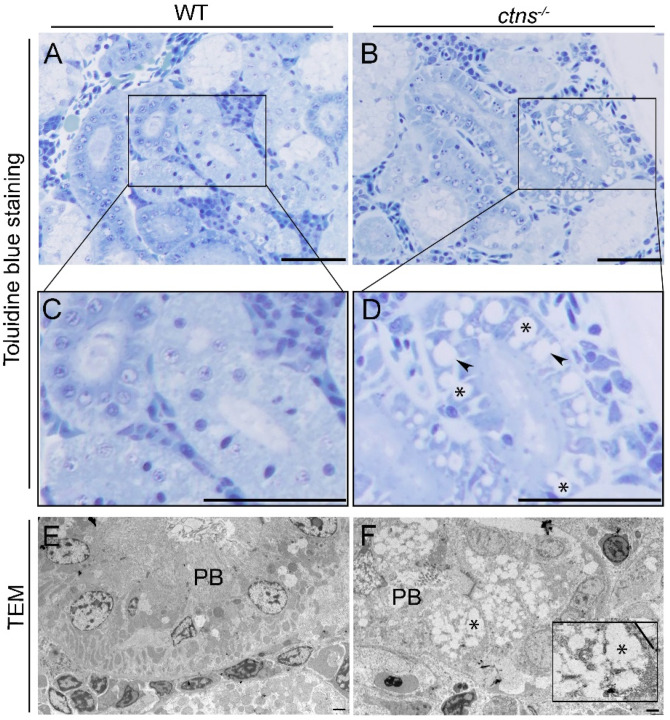 WT
ctns-/-
Toluidine blue staining
A
B
C
D
*
*
*
TEM
E
PB
F
PB
*
*